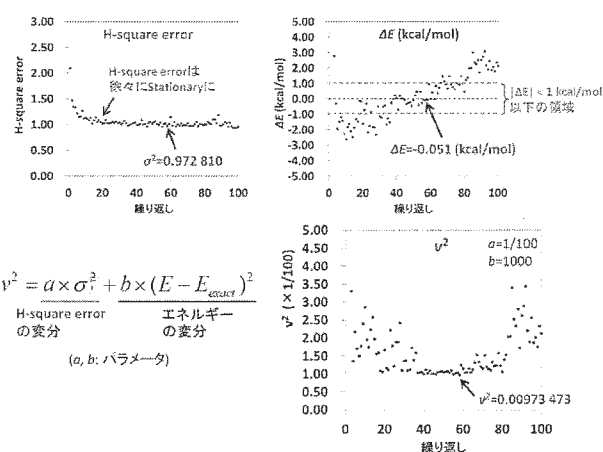 H-square error
3.00
2.50
2.00
1.50
1.00
0.50
0.00
H-square error
H-square errorは
徐々にStationaryに
σ²=0.972 810
0 20 40 60 80 100
繰り返し
ΔE (kcal/mol)
5.00
4.00
3.00
2.00
1.00
0.00
-1.00
-2.00
-3.00
-4.00
-5.00
ΔE (kcal/mol)
|ΔE| < 1 kcal/mol
以下の領域
ΔE=-0.051 (kcal/mol)
0 20 40 60 80 100
繰り返し
v² = a×σ² + b×(E − E_exact)²
H-square error
の変分
エネルギー
の変分
(a, b: パラメータ)
v²
a=1/100
b=1000
5.00
4.50
4.00
3.50
3.00
2.50
2.00
1.50
1.00
0.50
0.00
v² (×1/100)
v²=0.00973 473
0 20 40 60 80 100
繰り返し